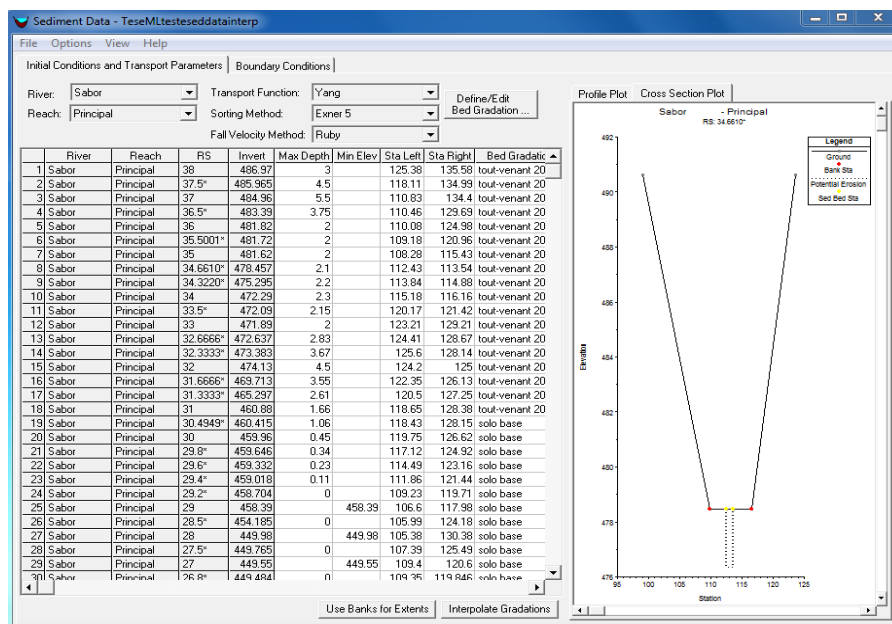 Sediment Data - TeseMLtesteseddatainterp
File Options View Help
Initial Conditions and Transport Parameters Boundary Conditions
River: Sabor Transport Function: Yang
Reach: Principal Sorting Method: Exner 5
Fall Velocity Method: Ruby
Define/Edit
Bed Gradation ...
River Reach RS Invert Max Depth Min Elev Sta Left Sta Right Bed Gradatic
1 Sabor Principal 38 486.97 3 125.38 135.58 tout-venant 20
2 Sabor Principal 37.5* 485.965 4.5 118.11 134.99 tout-venant 20
3 Sabor Principal 37 484.96 5.5 110.83 134.4 tout-venant 20
4 Sabor Principal 36.5* 483.39 3.75 110.46 129.69 tout-venant 20
5 Sabor Principal 36 481.82 2 110.08 124.98 tout-venant 20
6 Sabor Principal 35.5001* 481.72 2 109.18 120.96 tout-venant 20
7 Sabor Principal 35 481.62 2 108.28 115.43 tout-venant 20
8 Sabor Principal 34.6610* 478.457 2.1 112.43 113.54 tout-venant 20
9 Sabor Principal 34.3220* 475.295 2.2 113.84 114.88 tout-venant 20
10 Sabor Principal 34 472.29 2.3 115.18 116.16 tout-venant 20
11 Sabor Principal 33.5* 472.09 2.15 120.17 121.42 tout-venant 20
12 Sabor Principal 33 471.89 2 123.21 129.21 tout-venant 20
13 Sabor Principal 32.6666* 472.637 2.83 124.41 128.67 tout-venant 20
14 Sabor Principal 32.3333* 473.383 3.67 125.6 128.14 tout-venant 20
15 Sabor Principal 32 474.13 4.5 124.2 125 tout-venant 20
16 Sabor Principal 31.6666* 469.713 3.55 122.35 126.13 tout-venant 20
17 Sabor Principal 31.3333* 465.297 2.61 120.5 127.25 tout-venant 20
18 Sabor Principal 31 460.88 1.66 118.65 128.38 tout-venant 20
19 Sabor Principal 30.4949* 460.415 1.06 118.43 128.15 solo base
20 Sabor Principal 30 459.96 0.45 119.75 126.62 solo base
21 Sabor Principal 29.8* 459.646 0.34 117.12 124.92 solo base
22 Sabor Principal 29.6* 459.332 0.23 114.49 123.16 solo base
23 Sabor Principal 29.4* 459.018 0.11 111.86 121.44 solo base
24 Sabor Principal 29.2* 458.704 0 109.23 119.71 solo base
25 Sabor Principal 29 458.39 458.39 106.6 117.98 solo base
26 Sabor Principal 28.5* 454.185 0 105.99 124.18 solo base
27 Sabor Principal 28 449.98 449.98 105.38 130.38 solo base
28 Sabor Principal 27.5* 449.765 0 107.39 125.49 solo base
29 Sabor Principal 27 449.55 449.55 109.4 120.6 solo base
30 Sabor Principal 26.8* 449.484 0 109.35 119.846 solo base
Use Banks for Extents Interpolate Gradations
Profile Plot Cross Section Plot
Sabor - Principal
RS: 34.6610*
Legend
Ground
Bank Sta
Potential Erosion
Sed Bed Sta
492
490
488
486
484
482
480
478
476
Elevation
95 100 105 110 115 120 125
Station